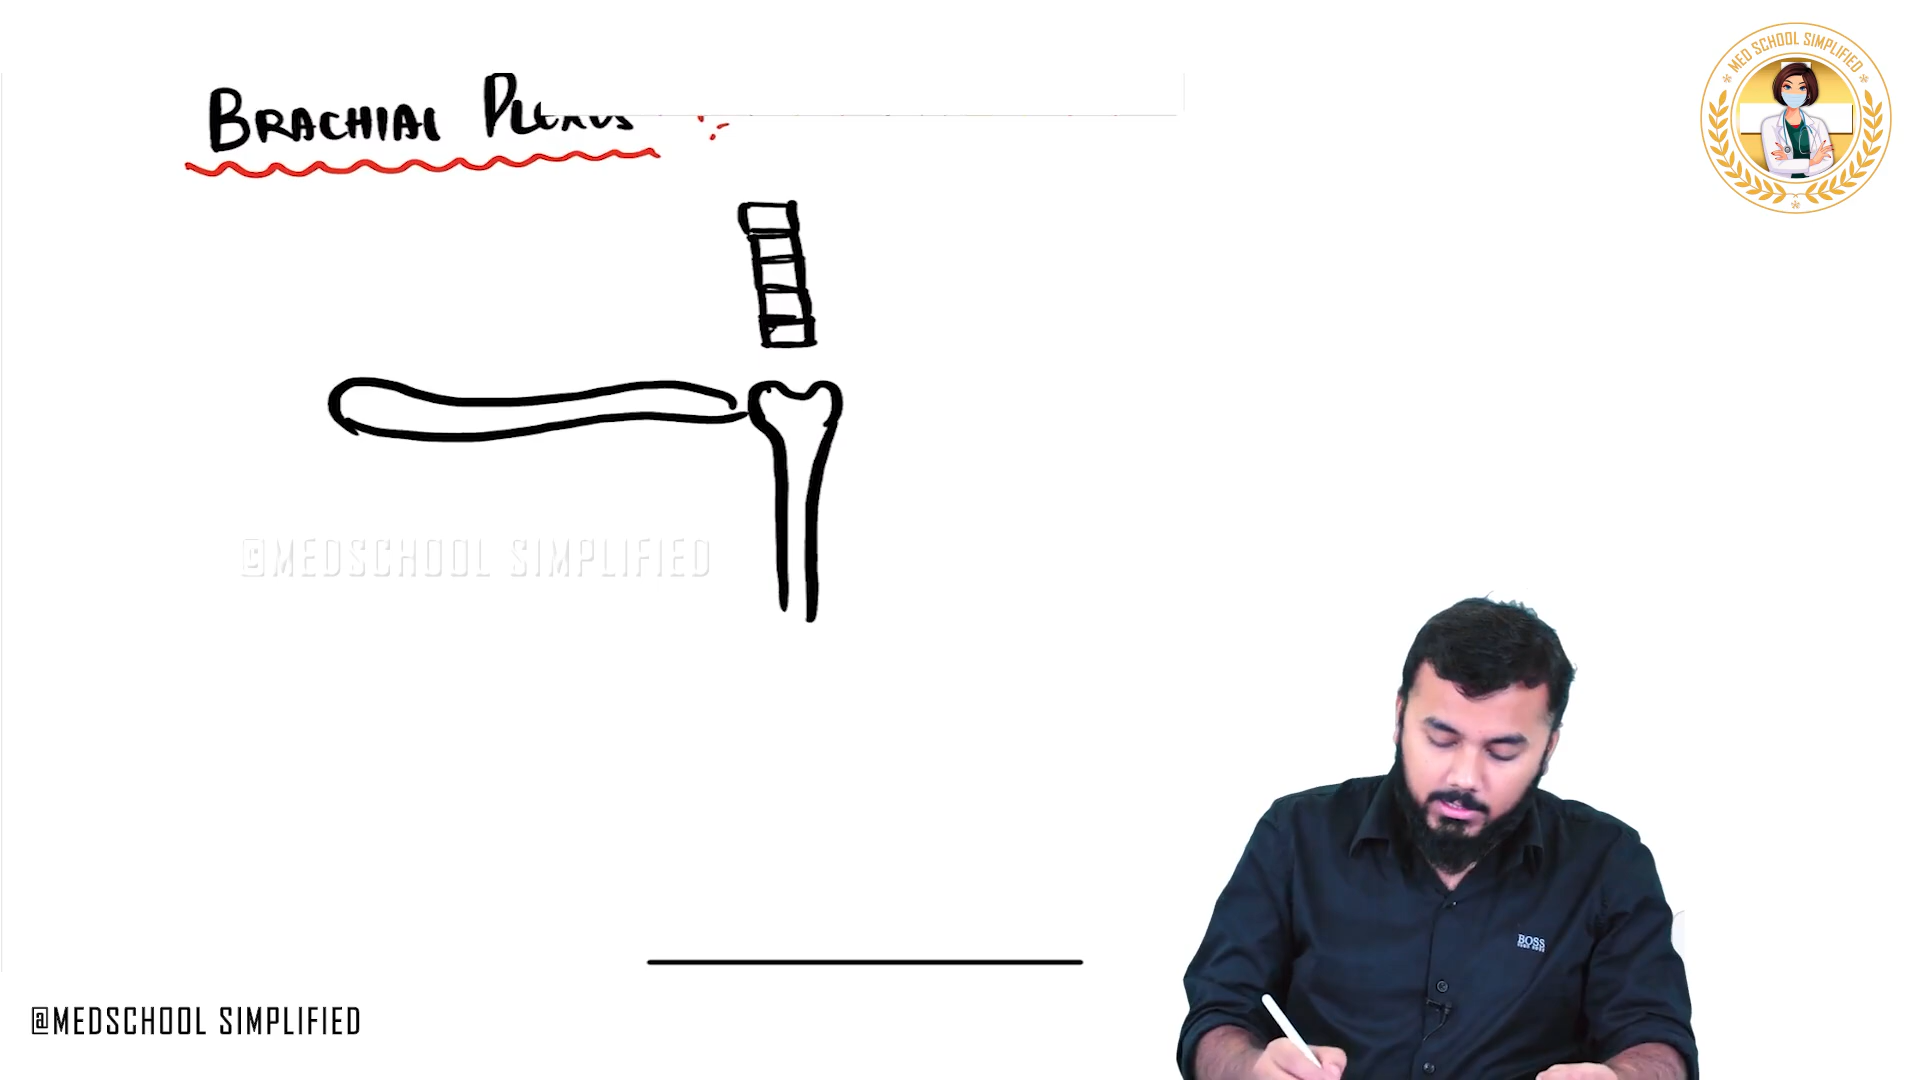 BRACHIAL PLEXUS
MED SCHOOL SIMPLIFIED
@MEDSCHOOL SIMPLIFIED
BOSS
@MEDSCHOOL SIMPLIFIED